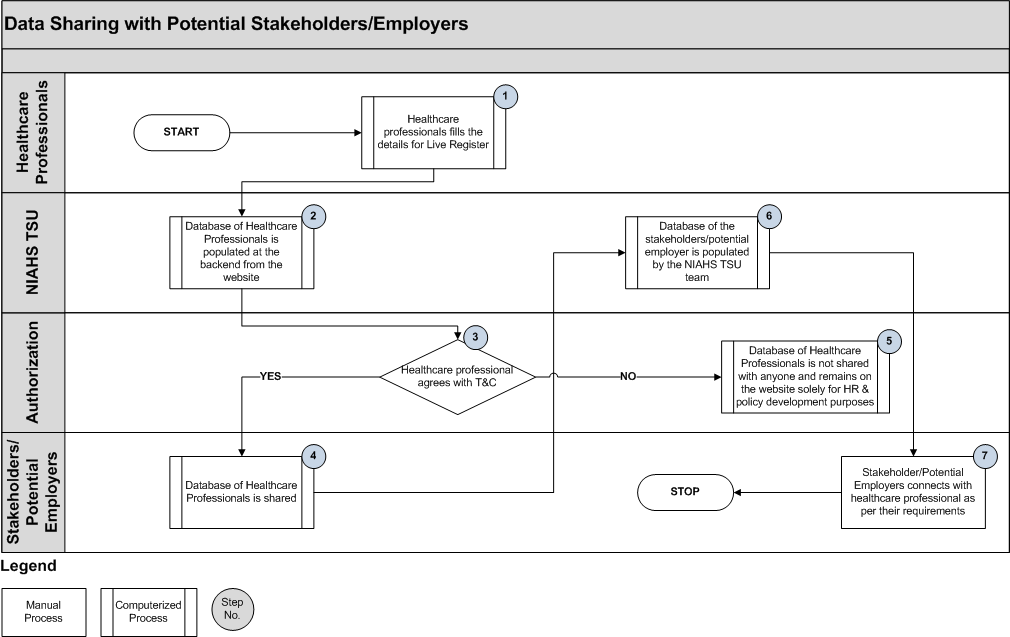 Data Sharing with Potential Stakeholders/Employers
Healthcare
Professionals
START
1
Healthcare
professionals fills the
details for Live Register
NIAHS TSU
2
Database of Healthcare
Professionals is
populated at the
backend from the
website
6
Database of the
stakeholders/potential
employer is populated
by the NIAHS TSU
team
Authorization
3
Healthcare professional
agrees with T&C
YES
NO
5
Database of Healthcare
Professionals is not shared
with anyone and remains on
the website solely for HR &
policy development purposes
Stakeholders/
Potential
Employers
4
Database of Healthcare
Professionals is shared
STOP
7
Stakeholder/Potential
Employers connects with
healthcare professional as
per their requirements
Legend
Manual
Process
Computerized
Process
Step
No.